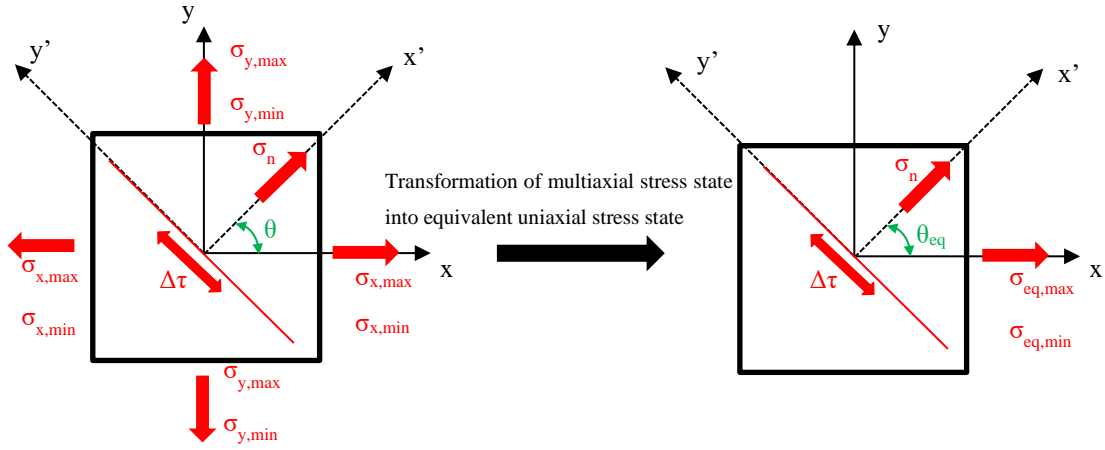 y
y’
x’
σy,max
σy,min
σn
θ
x
Δτ
σx,max
σx,min
σx,max
σx,min
σy,max
σy,min
Transformation of multiaxial stress state
into equivalent uniaxial stress state
y
y’
x’
σn
θeq
x
Δτ
σeq,max
σeq,min